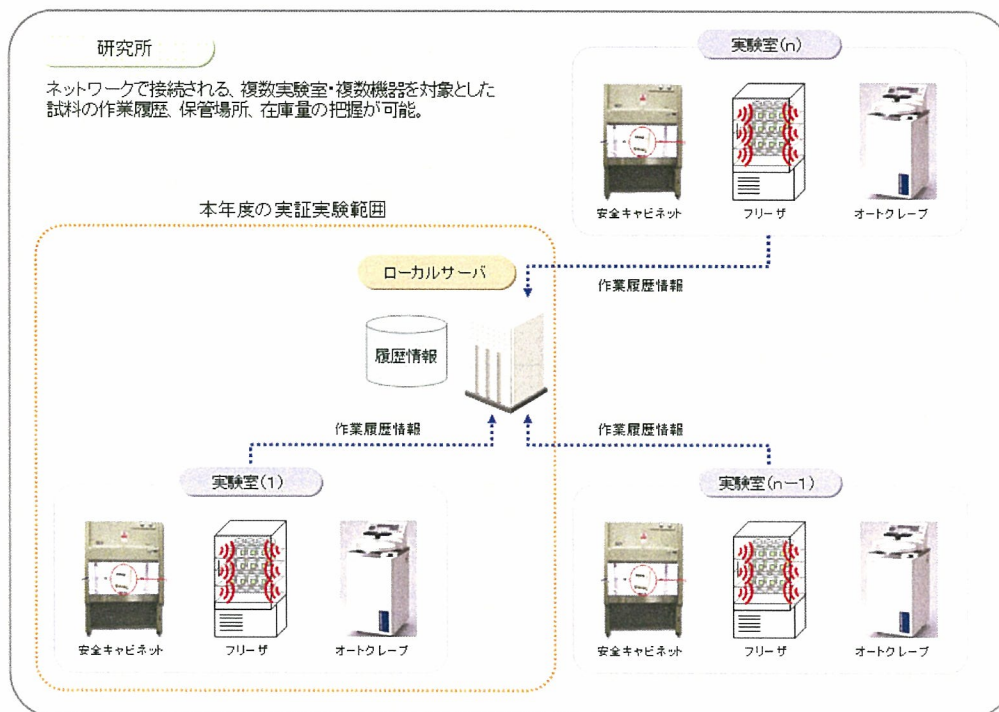 研究所
ネットワークで接続される、複数実験室・複数機器を対象とした
試料の作業履歴、保管場所、在庫量の把握が可能。
実験室(n)
安全キャビネット
フリーザ
オートクレーブ
本年度の実証実験範囲
ローカルサーバ
作業履歴情報
履歴情報
作業履歴情報
作業履歴情報
実験室(1)
実験室(n-1)
安全キャビネット
フリーザ
オートクレーブ
安全キャビネット
フリーザ
オートクレーブ